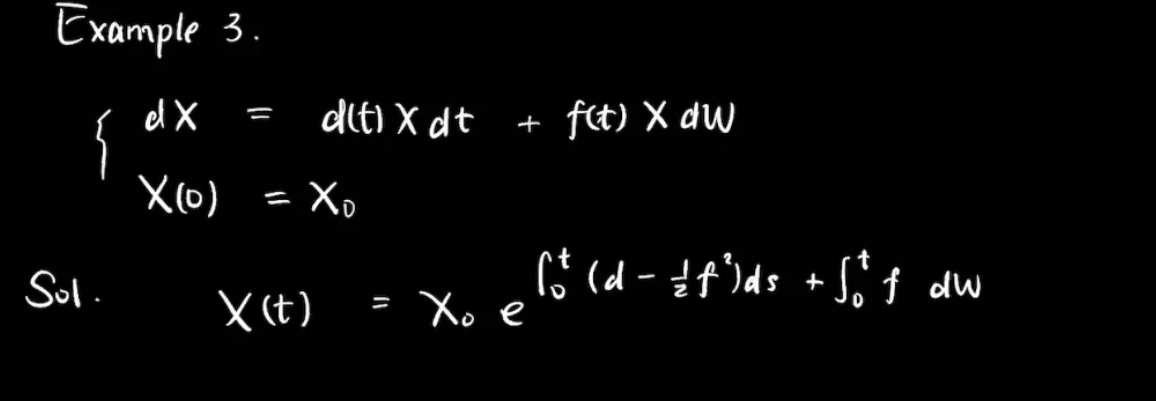 Example 3.
{ dX = d(t) X dt + f(t) X dW
X(0) = X₀
Sol. X(t) = X₀ e^{∫₀ᵗ (d - ½f²)ds + ∫₀ᵗ f dW}